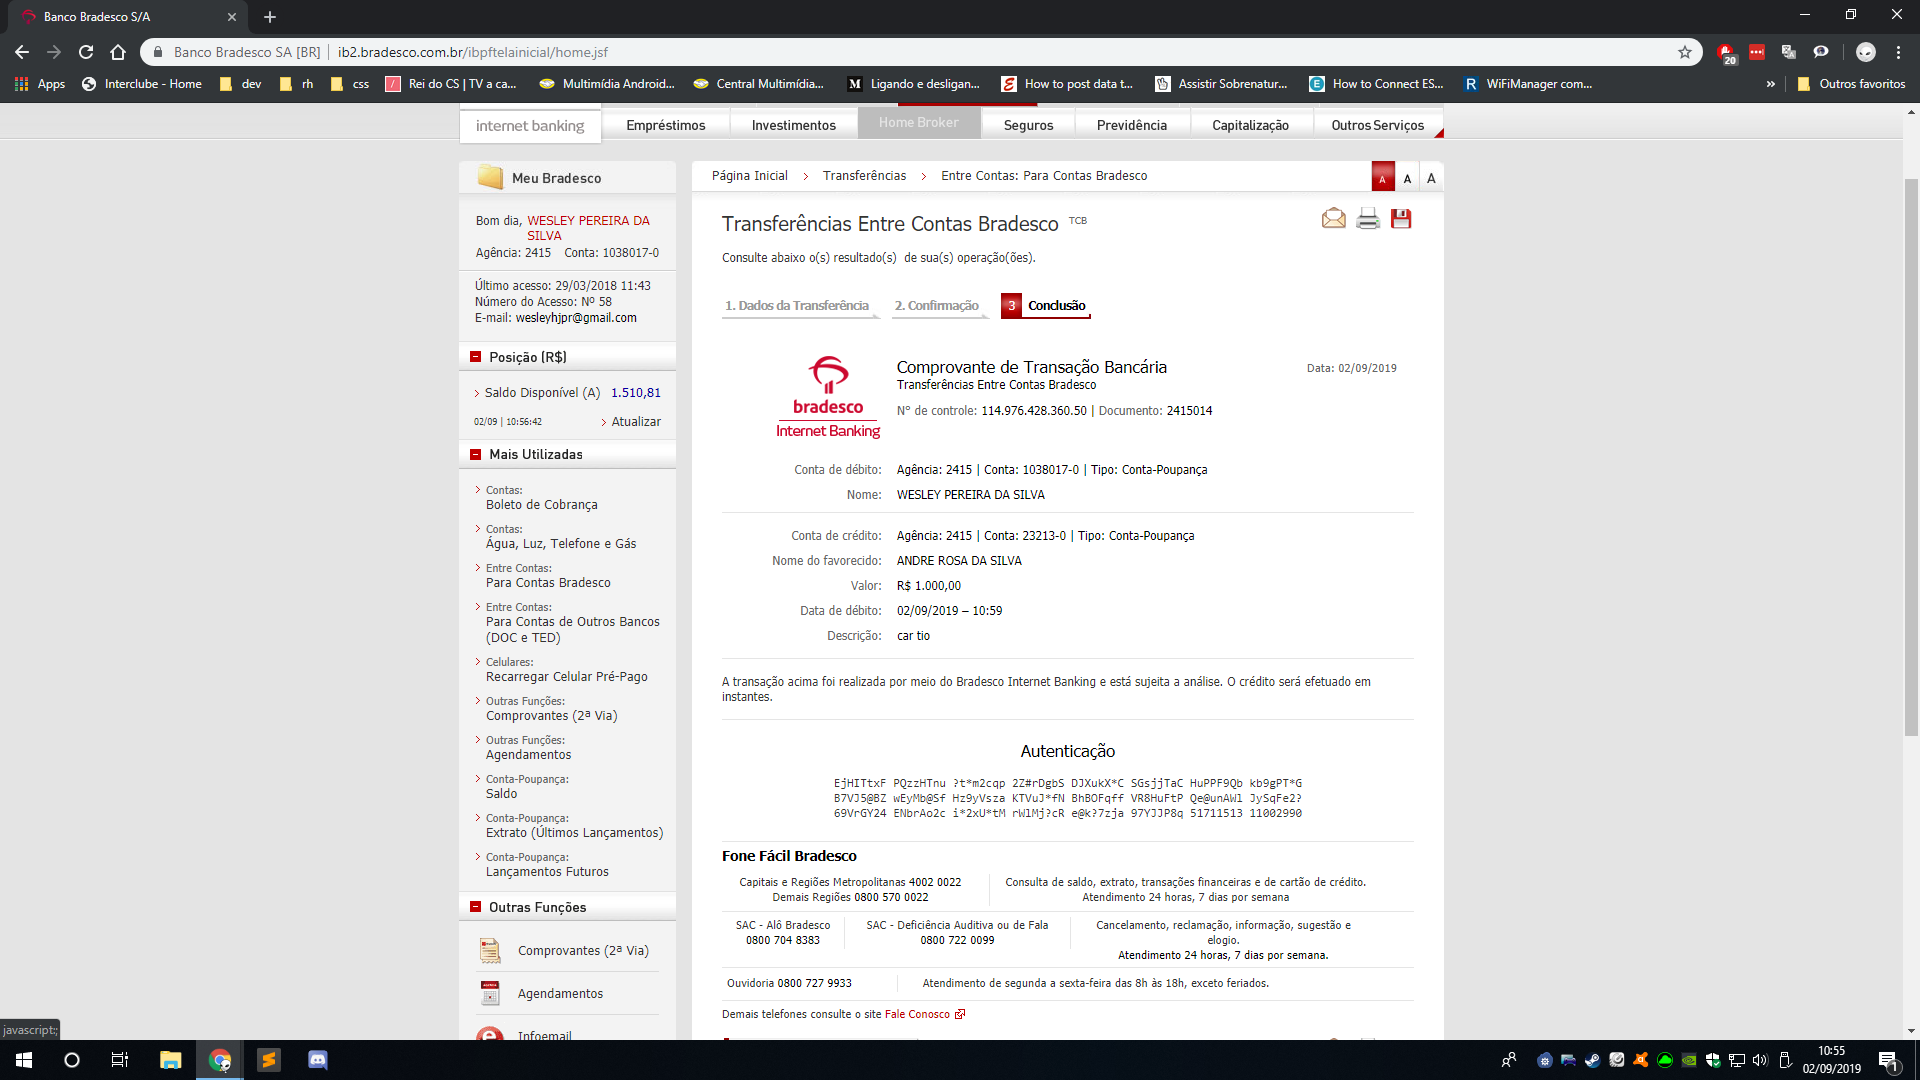 Banco Bradesco S/A
Banco Bradesco SA [BR] ib2.bradesco.com.br/ibpftelainicial/home.jsf
20
Apps Interclube - Home dev rh css Rei do CS | TV a ca... Multimídia Android... Central Multimídia... Ligando e desligan... How to post data t... Assistir Sobrenatur... How to Connect ES... WiFiManager com... » Outros favoritos
internet banking Empréstimos Investimentos Home Broker Seguros Previdência Capitalização Outros Serviços
Meu Bradesco
Bom dia, WESLEY PEREIRA DA
SILVA
Agência: 2415 Conta: 1038017-0
Último acesso: 29/03/2018 11:43
Número do Acesso: Nº 58
E-mail: wesleyhjpr@gmail.com
Posição (R$)
Saldo Disponível (A) 1.510,81
02/09 | 10:56:42 Atualizar
Mais Utilizadas
Contas:
Boleto de Cobrança
Contas:
Água, Luz, Telefone e Gás
Entre Contas:
Para Contas Bradesco
Entre Contas:
Para Contas de Outros Bancos
(DOC e TED)
Celulares:
Recarregar Celular Pré-Pago
Outras Funções:
Comprovantes (2ª Via)
Outras Funções:
Agendamentos
Conta-Poupança:
Saldo
Conta-Poupança:
Extrato (Últimos Lançamentos)
Conta-Poupança:
Lançamentos Futuros
Outras Funções
Comprovantes (2ª Via)
Agendamentos
Infoemail
Página Inicial > Transferências > Entre Contas: Para Contas Bradesco
A A A
Transferências Entre Contas Bradesco TCB
Consulte abaixo o(s) resultado(s) de sua(s) operação(ões).
1. Dados da Transferência 2. Confirmação 3 Conclusão
bradesco
Internet Banking
Comprovante de Transação Bancária
Data: 02/09/2019
Transferências Entre Contas Bradesco
N° de controle: 114.976.428.360.50 | Documento: 2415014
Conta de débito: Agência: 2415 | Conta: 1038017-0 | Tipo: Conta-Poupança
Nome: WESLEY PEREIRA DA SILVA
Conta de crédito: Agência: 2415 | Conta: 23213-0 | Tipo: Conta-Poupança
Nome do favorecido: ANDRE ROSA DA SILVA
Valor: R$ 1.000,00
Data de débito: 02/09/2019 – 10:59
Descrição: car tio
A transação acima foi realizada por meio do Bradesco Internet Banking e está sujeita a análise. O crédito será efetuado em
instantes.
Autenticação
EjHITtxF PQzzHTnu ?t*m2cqp 2Z#rDgbS DJXukX*C SGsjjTaC HuPPF9Qb kb9gPT*G
B7VJ5@BZ wEyMb@Sf Hz9yVsza KTVuJ*fN BhBOFqff VR8HuFtP Qe@unAWl JySqFe2?
69VrGY24 ENbrAo2c i*2xU*tM rWlMj?cR e@k?7zja 97YJJP8q 51711513 11002990
Fone Fácil Bradesco
Capitais e Regiões Metropolitanas 4002 0022
Demais Regiões 0800 570 0022
Consulta de saldo, extrato, transações financeiras e de cartão de crédito.
Atendimento 24 horas, 7 dias por semana
SAC - Alô Bradesco
0800 704 8383
SAC - Deficiência Auditiva ou de Fala
0800 722 0099
Cancelamento, reclamação, informação, sugestão e
elogio.
Atendimento 24 horas, 7 dias por semana.
Ouvidoria 0800 727 9933
Atendimento de segunda a sexta-feira das 8h às 18h, exceto feriados.
Demais telefones consulte o site Fale Conosco
javascript:;
10:55
02/09/2019
1